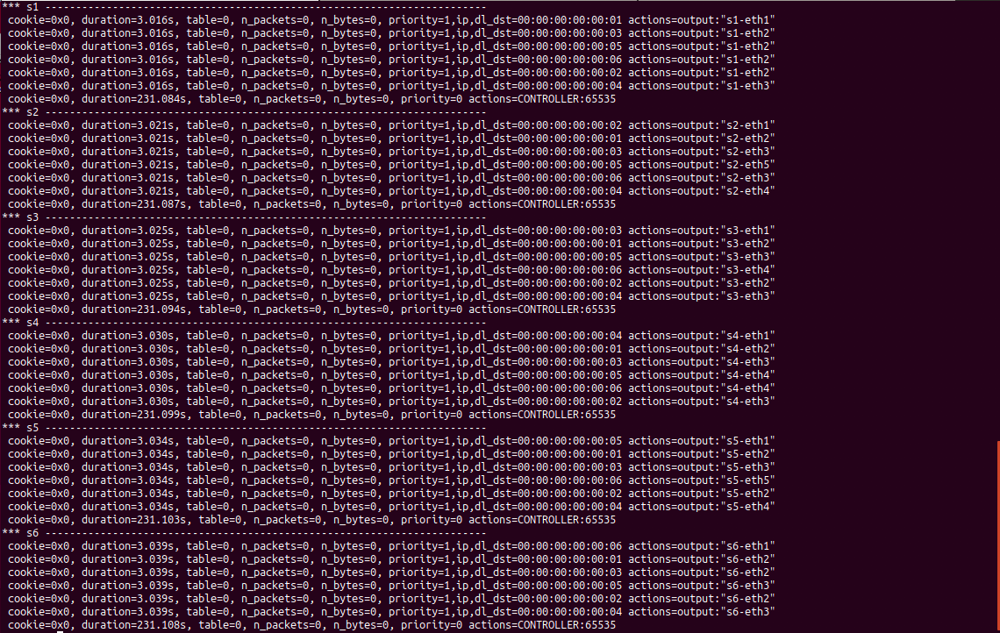 *** s1 ------------------------------------------------------------------------
 cookie=0x0, duration=3.016s, table=0, n_packets=0, n_bytes=0, priority=1,ip,dl_dst=00:00:00:00:00:01 actions=output:"s1-eth1"
 cookie=0x0, duration=3.016s, table=0, n_packets=0, n_bytes=0, priority=1,ip,dl_dst=00:00:00:00:00:03 actions=output:"s1-eth2"
 cookie=0x0, duration=3.016s, table=0, n_packets=0, n_bytes=0, priority=1,ip,dl_dst=00:00:00:00:00:05 actions=output:"s1-eth2"
 cookie=0x0, duration=3.016s, table=0, n_packets=0, n_bytes=0, priority=1,ip,dl_dst=00:00:00:00:00:06 actions=output:"s1-eth2"
 cookie=0x0, duration=3.016s, table=0, n_packets=0, n_bytes=0, priority=1,ip,dl_dst=00:00:00:00:00:02 actions=output:"s1-eth2"
 cookie=0x0, duration=3.016s, table=0, n_packets=0, n_bytes=0, priority=1,ip,dl_dst=00:00:00:00:00:04 actions=output:"s1-eth3"
 cookie=0x0, duration=231.084s, table=0, n_packets=0, n_bytes=0, priority=0 actions=CONTROLLER:65535
*** s2 ------------------------------------------------------------------------
 cookie=0x0, duration=3.021s, table=0, n_packets=0, n_bytes=0, priority=1,ip,dl_dst=00:00:00:00:00:02 actions=output:"s2-eth1"
 cookie=0x0, duration=3.021s, table=0, n_packets=0, n_bytes=0, priority=1,ip,dl_dst=00:00:00:00:00:01 actions=output:"s2-eth2"
 cookie=0x0, duration=3.021s, table=0, n_packets=0, n_bytes=0, priority=1,ip,dl_dst=00:00:00:00:00:03 actions=output:"s2-eth3"
 cookie=0x0, duration=3.021s, table=0, n_packets=0, n_bytes=0, priority=1,ip,dl_dst=00:00:00:00:00:05 actions=output:"s2-eth5"
 cookie=0x0, duration=3.021s, table=0, n_packets=0, n_bytes=0, priority=1,ip,dl_dst=00:00:00:00:00:06 actions=output:"s2-eth3"
 cookie=0x0, duration=3.021s, table=0, n_packets=0, n_bytes=0, priority=1,ip,dl_dst=00:00:00:00:00:04 actions=output:"s2-eth4"
 cookie=0x0, duration=231.087s, table=0, n_packets=0, n_bytes=0, priority=0 actions=CONTROLLER:65535
*** s3 ------------------------------------------------------------------------
 cookie=0x0, duration=3.025s, table=0, n_packets=0, n_bytes=0, priority=1,ip,dl_dst=00:00:00:00:00:03 actions=output:"s3-eth1"
 cookie=0x0, duration=3.025s, table=0, n_packets=0, n_bytes=0, priority=1,ip,dl_dst=00:00:00:00:00:01 actions=output:"s3-eth2"
 cookie=0x0, duration=3.025s, table=0, n_packets=0, n_bytes=0, priority=1,ip,dl_dst=00:00:00:00:00:05 actions=output:"s3-eth3"
 cookie=0x0, duration=3.025s, table=0, n_packets=0, n_bytes=0, priority=1,ip,dl_dst=00:00:00:00:00:06 actions=output:"s3-eth4"
 cookie=0x0, duration=3.025s, table=0, n_packets=0, n_bytes=0, priority=1,ip,dl_dst=00:00:00:00:00:02 actions=output:"s3-eth2"
 cookie=0x0, duration=3.025s, table=0, n_packets=0, n_bytes=0, priority=1,ip,dl_dst=00:00:00:00:00:04 actions=output:"s3-eth3"
 cookie=0x0, duration=231.094s, table=0, n_packets=0, n_bytes=0, priority=0 actions=CONTROLLER:65535
*** s4 ------------------------------------------------------------------------
 cookie=0x0, duration=3.030s, table=0, n_packets=0, n_bytes=0, priority=1,ip,dl_dst=00:00:00:00:00:04 actions=output:"s4-eth1"
 cookie=0x0, duration=3.030s, table=0, n_packets=0, n_bytes=0, priority=1,ip,dl_dst=00:00:00:00:00:01 actions=output:"s4-eth2"
 cookie=0x0, duration=3.030s, table=0, n_packets=0, n_bytes=0, priority=1,ip,dl_dst=00:00:00:00:00:03 actions=output:"s4-eth3"
 cookie=0x0, duration=3.030s, table=0, n_packets=0, n_bytes=0, priority=1,ip,dl_dst=00:00:00:00:00:05 actions=output:"s4-eth4"
 cookie=0x0, duration=3.030s, table=0, n_packets=0, n_bytes=0, priority=1,ip,dl_dst=00:00:00:00:00:06 actions=output:"s4-eth4"
 cookie=0x0, duration=3.030s, table=0, n_packets=0, n_bytes=0, priority=1,ip,dl_dst=00:00:00:00:00:02 actions=output:"s4-eth3"
 cookie=0x0, duration=231.099s, table=0, n_packets=0, n_bytes=0, priority=0 actions=CONTROLLER:65535
*** s5 ------------------------------------------------------------------------
 cookie=0x0, duration=3.034s, table=0, n_packets=0, n_bytes=0, priority=1,ip,dl_dst=00:00:00:00:00:05 actions=output:"s5-eth1"
 cookie=0x0, duration=3.034s, table=0, n_packets=0, n_bytes=0, priority=1,ip,dl_dst=00:00:00:00:00:01 actions=output:"s5-eth2"
 cookie=0x0, duration=3.034s, table=0, n_packets=0, n_bytes=0, priority=1,ip,dl_dst=00:00:00:00:00:03 actions=output:"s5-eth3"
 cookie=0x0, duration=3.034s, table=0, n_packets=0, n_bytes=0, priority=1,ip,dl_dst=00:00:00:00:00:06 actions=output:"s5-eth5"
 cookie=0x0, duration=3.034s, table=0, n_packets=0, n_bytes=0, priority=1,ip,dl_dst=00:00:00:00:00:02 actions=output:"s5-eth2"
 cookie=0x0, duration=3.034s, table=0, n_packets=0, n_bytes=0, priority=1,ip,dl_dst=00:00:00:00:00:04 actions=output:"s5-eth4"
 cookie=0x0, duration=231.103s, table=0, n_packets=0, n_bytes=0, priority=0 actions=CONTROLLER:65535
*** s6 ------------------------------------------------------------------------
 cookie=0x0, duration=3.039s, table=0, n_packets=0, n_bytes=0, priority=1,ip,dl_dst=00:00:00:00:00:06 actions=output:"s6-eth1"
 cookie=0x0, duration=3.039s, table=0, n_packets=0, n_bytes=0, priority=1,ip,dl_dst=00:00:00:00:00:01 actions=output:"s6-eth2"
 cookie=0x0, duration=3.039s, table=0, n_packets=0, n_bytes=0, priority=1,ip,dl_dst=00:00:00:00:00:03 actions=output:"s6-eth2"
 cookie=0x0, duration=3.039s, table=0, n_packets=0, n_bytes=0, priority=1,ip,dl_dst=00:00:00:00:00:05 actions=output:"s6-eth3"
 cookie=0x0, duration=3.039s, table=0, n_packets=0, n_bytes=0, priority=1,ip,dl_dst=00:00:00:00:00:02 actions=output:"s6-eth2"
 cookie=0x0, duration=3.039s, table=0, n_packets=0, n_bytes=0, priority=1,ip,dl_dst=00:00:00:00:00:04 actions=output:"s6-eth3"
 cookie=0x0, duration=231.108s, table=0, n_packets=0, n_bytes=0, priority=0 actions=CONTROLLER:65535